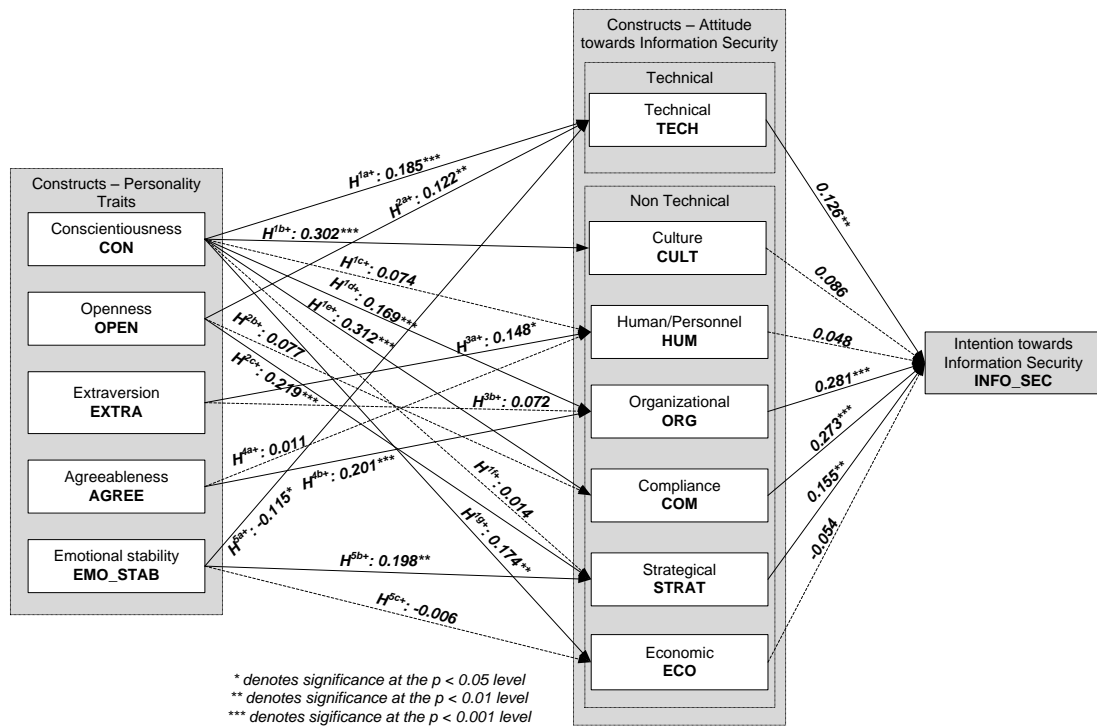 Constructs – Personality
Traits
Conscientiousness
CON
Openness
OPEN
Extraversion
EXTRA
Agreeableness
AGREE
Emotional stability
EMO_STAB
H1a+: 0.185***
H2a+: 0.122**
H1b+: 0.302***
H1c+: 0.074
H1d+: 0.169***
H1e+: 0.312***
H2b+: 0.077
H2c+: 0.219***
H3a+: 0.148*
H3b+: 0.072
H4a+: 0.011
H4b+: 0.201***
H1f+: 0.014
H1g+: 0.174**
H5a+: -0.115*
H5b+: 0.198**
H5c+: -0.006
Constructs – Attitude
towards Information Security
Technical
Technical
TECH
Non Technical
Culture
CULT
Human/Personnel
HUM
Organizational
ORG
Compliance
COM
Strategical
STRAT
Economic
ECO
0.126**
0.086
0.048
0.281***
0.273***
0.155**
-0.054
Intention towards
Information Security
INFO_SEC
* denotes significance at the p < 0.05 level
** denotes significance at the p < 0.01 level
*** denotes sigificance at the p < 0.001 level